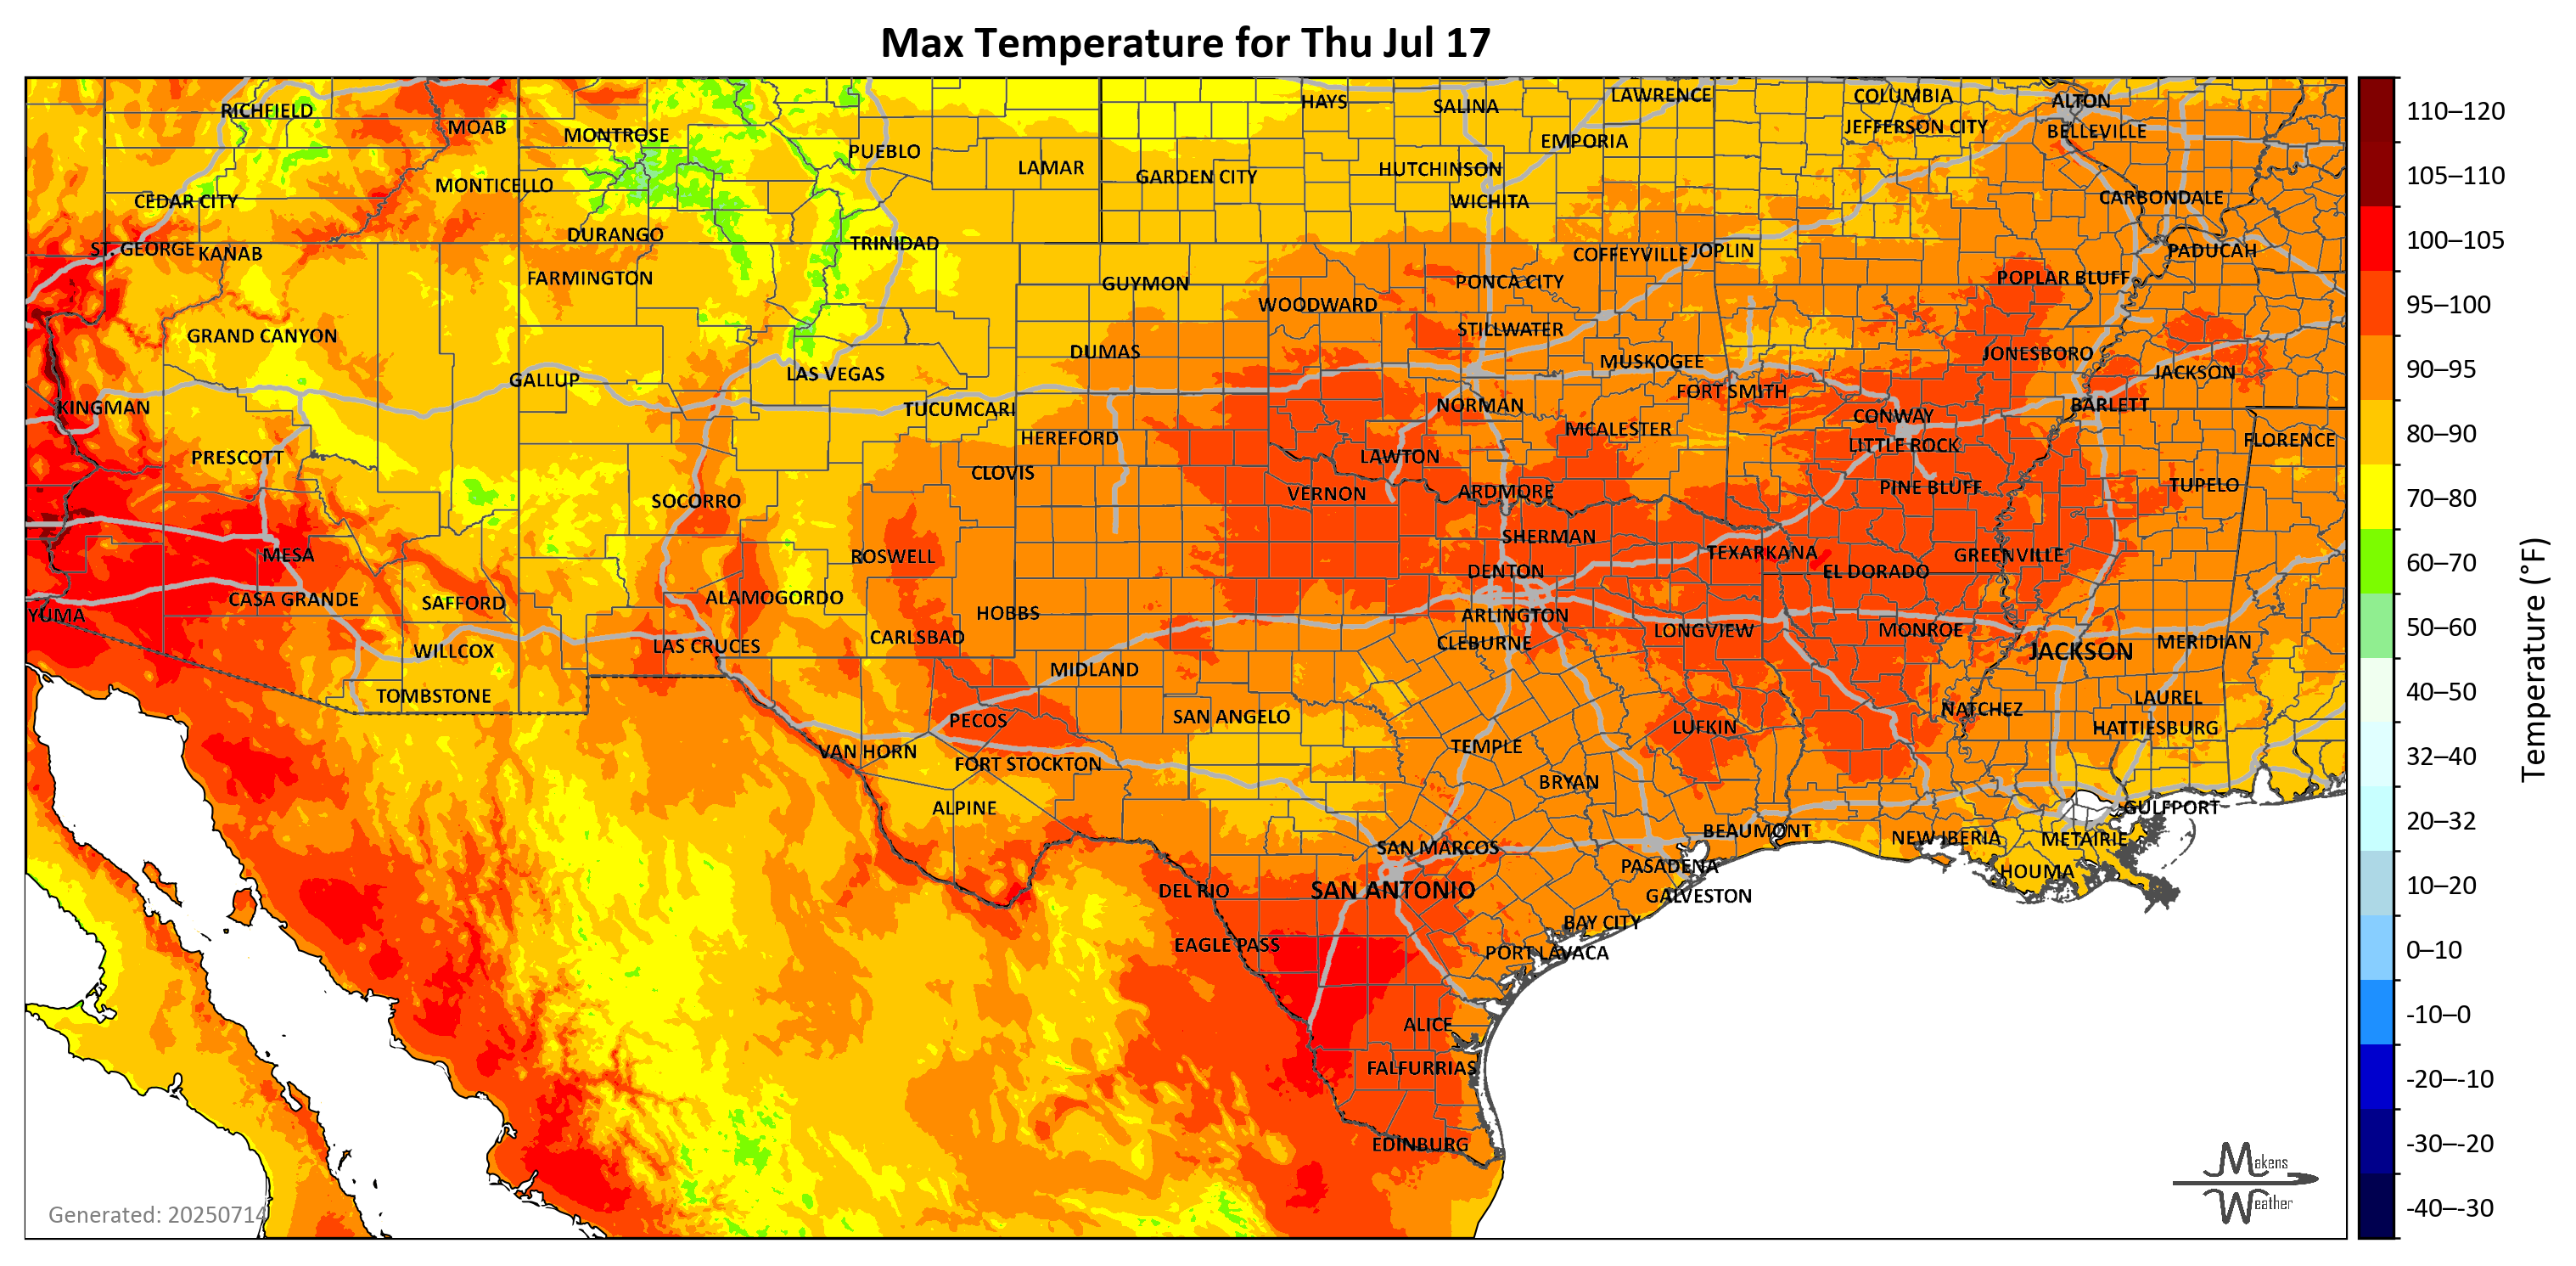 Max Temperature for Thu Jul 17
RICHFIELD
MOAB
MONTROSE
PUEBLO
LAMAR
HAYS
SALINA
LAWRENCE
COLUMBIA
ALTON
JEFFERSON CITY
BELLEVILLE
EMPORIA
HUTCHINSON
GARDEN CITY
MONTICELLO
CEDAR CITY
WICHITA
CARBONDALE
DURANGO
TRINIDAD
ST. GEORGE
KANAB
COFFEYVILLE
JOPLIN
PADUCAH
FARMINGTON
GUYMON
PONCA CITY
POPLAR BLUFF
WOODWARD
GRAND CANYON
STILLWATER
DUMAS
JONESBORO
MUSKOGEE
LAS VEGAS
JACKSON
GALLUP
FORT SMITH
KINGMAN
TUCUMCARI
NORMAN
BARLETT
CONWAY
HEREFORD
MCALESTER
FLORENCE
LITTLE ROCK
PRESCOTT
LAWTON
CLOVIS
TUPELO
PINE BLUFF
VERNON
ARDMORE
SOCORRO
SHERMAN
MESA
ROSWELL
TEXARKANA
GREENVILLE
DENTON
EL DORADO
CASA GRANDE
SAFFORD
ALAMOGORDO
HOBBS
YUMA
ARLINGTON
LONGVIEW
MONROE
CARLSBAD
CLEBURNE
MERIDIAN
LAS CRUCES
WILLCOX
JACKSON
MIDLAND
TOMBSTONE
LAUREL
NATCHEZ
SAN ANGELO
PECOS
LUFKIN
HATTIESBURG
TEMPLE
VAN HORN
FORT STOCKTON
BRYAN
ALPINE
GULFPORT
BEAUMONT
NEW IBERIA
METAIRIE
SAN MARCOS
PASADENA
HOUMA
DEL RIO
SAN ANTONIO
GALVESTON
BAY CITY
EAGLE PASS
PORT LAVACA
ALICE
FALFURRIAS
EDINBURG
Generated: 20250714
Makens
Weather
110–120
105–110
100–105
95–100
90–95
80–90
70–80
60–70
50–60
40–50
32–40
20–32
10–20
0–10
-10–0
-20–-10
-30–-20
-40–-30
Temperature (°F)